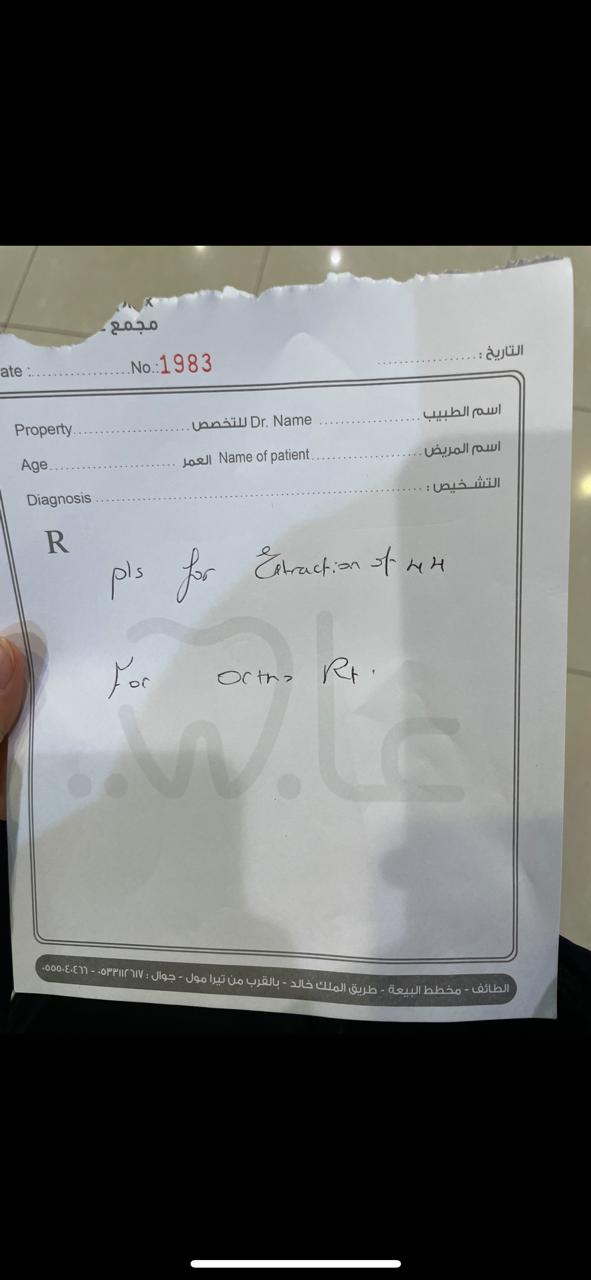 مجمع
ate :.................No.:1983 ................... التاريخ :
Property.................... للتخصص Dr. Name .................. اسم الطبيب
Age...................... العمر Name of patient................... اسم المريض
Diagnosis ........................................................ التشخيص :
R
pls for Extraction of 44
For ortho Rt.
الطائف - مخطط البيعة - طريق الملك خالد - بالقرب من تيرا مول - جوال :